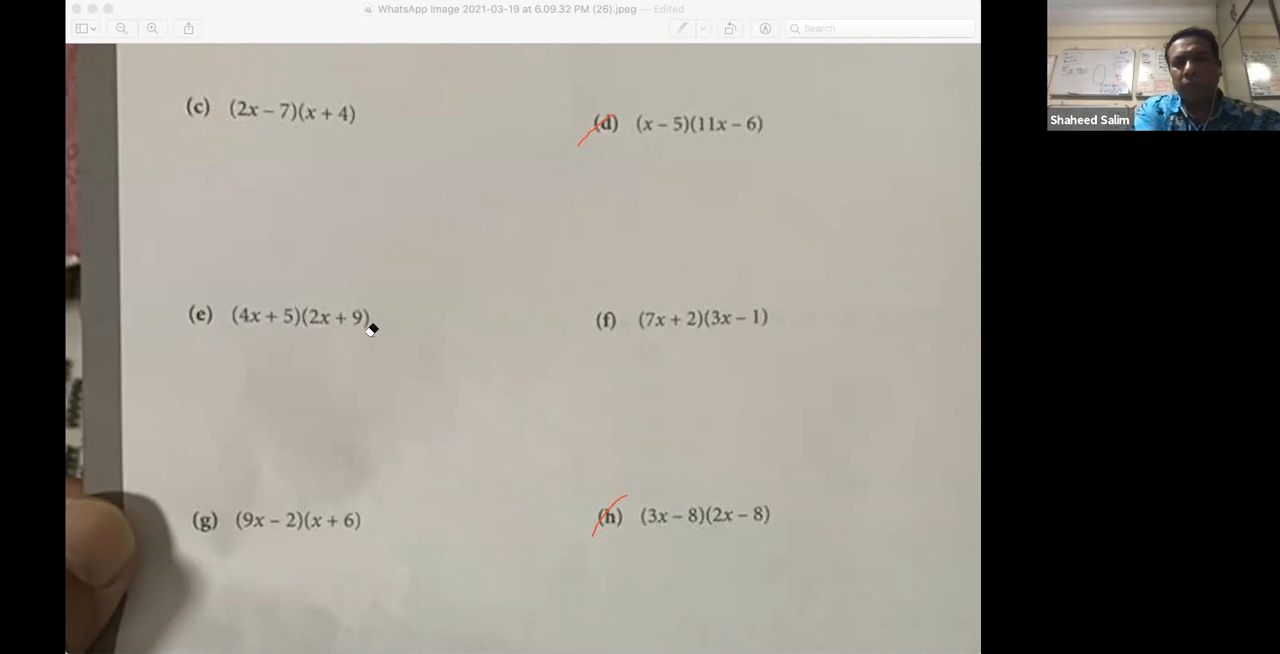 WhatsApp Image 2021-03-19 at 6.09.32 PM (26).jpeg — Edited
Search
Shaheed Salim
(c) (2x – 7)(x + 4)
(d) (x – 5)(11x – 6)
(e) (4x + 5)(2x + 9)
(f) (7x + 2)(3x – 1)
(g) (9x – 2)(x + 6)
(h) (3x – 8)(2x – 8)